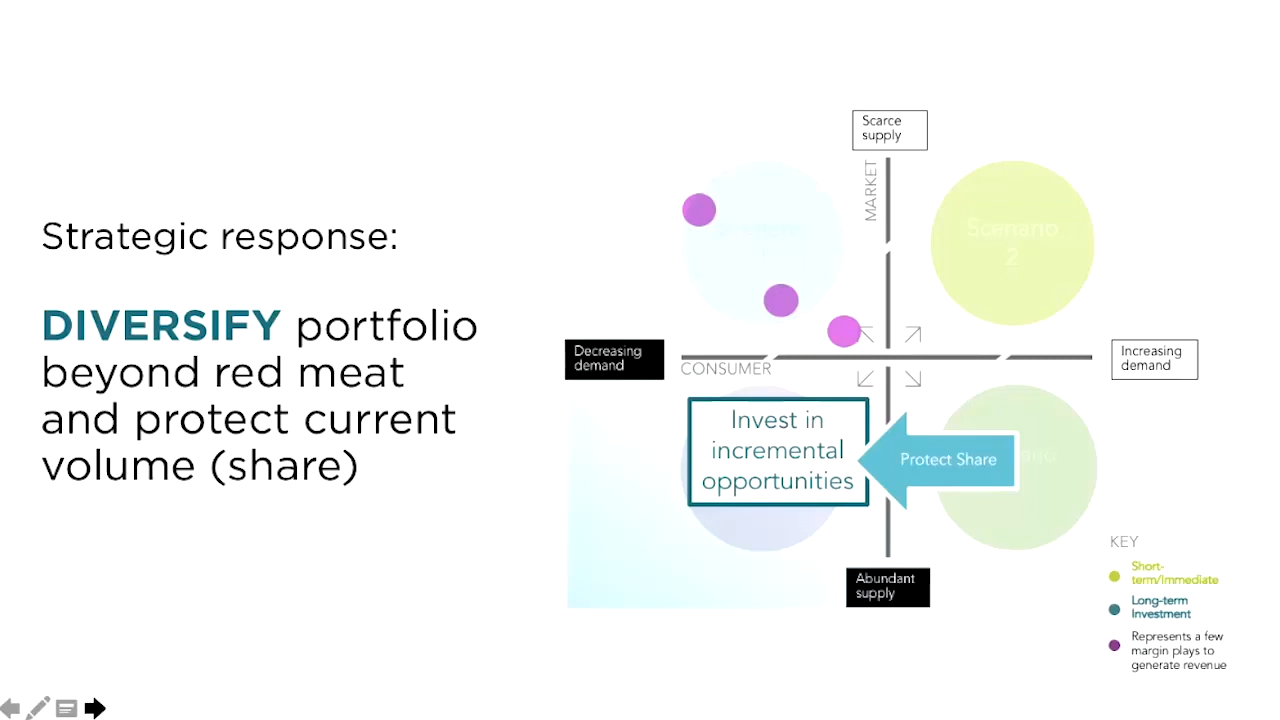 Strategic response:
DIVERSIFY portfolio
beyond red meat
and protect current
volume (share)
Scarce
supply
MARKET
Scenario
2
Decreasing
demand
CONSUMER
Increasing
demand
Invest in
incremental
opportunities
Protect Share
Abundant
supply
KEY
Short-
term/Immediate
Long-term
Investment
Represents a few
margin plays to
generate revenue